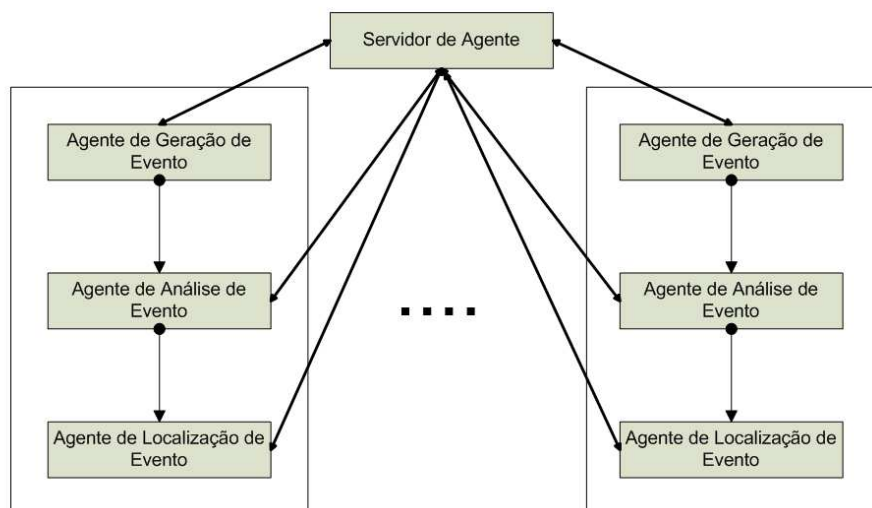 Servidor de Agente
Agente de Geração de
Evento
Agente de Geração de
Evento
Agente de Análise de
Evento
Agente de Análise de
Evento
Agente de Localização de
Evento
Agente de Localização de
Evento